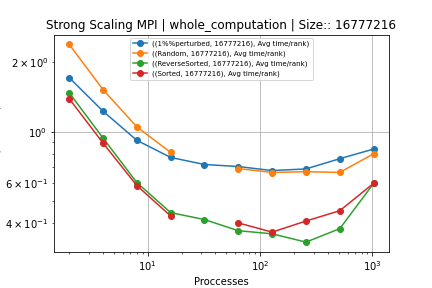 Strong Scaling MPI | whole_computation | Size:: 16777216
((1%%perturbed, 16777216), Avg time/rank)
((Random, 16777216), Avg time/rank)
((ReverseSorted, 16777216), Avg time/rank)
((Sorted, 16777216), Avg time/rank)
2 × 10⁰
10⁰
6 × 10⁻¹
4 × 10⁻¹
10¹ 10² 10³
Proccesses